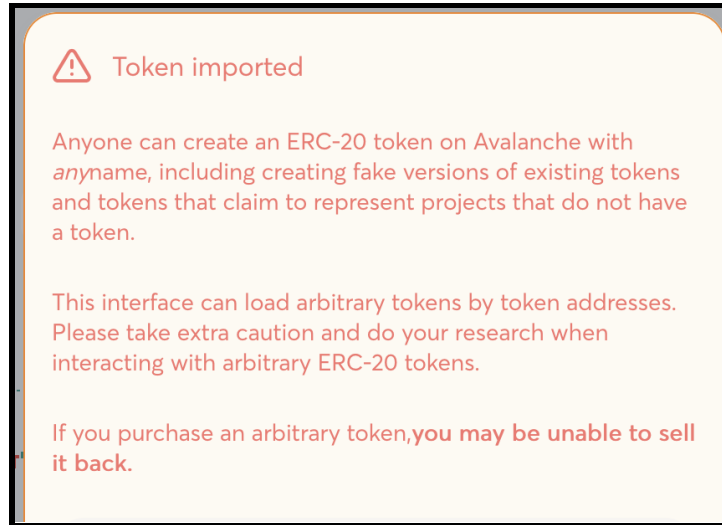 Token imported
Anyone can create an ERC-20 token on Avalanche with
anyname, including creating fake versions of existing tokens
and tokens that claim to represent projects that do not have
a token.
This interface can load arbitrary tokens by token addresses.
Please take extra caution and do your research when
interacting with arbitrary ERC-20 tokens.
If you purchase an arbitrary token,you may be unable to sell
it back.